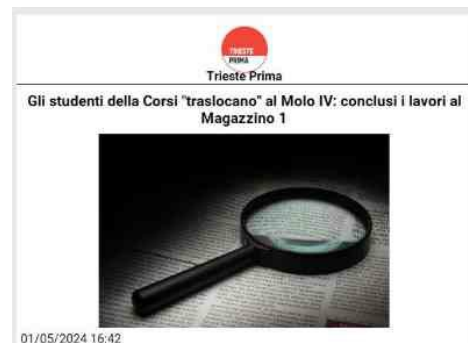 TRIESTE
PRIMA
Trieste Prima
Gli studenti della Corsi "traslocano" al Molo IV: conclusi i lavori al
Magazzino 1
01/05/2024 16:42